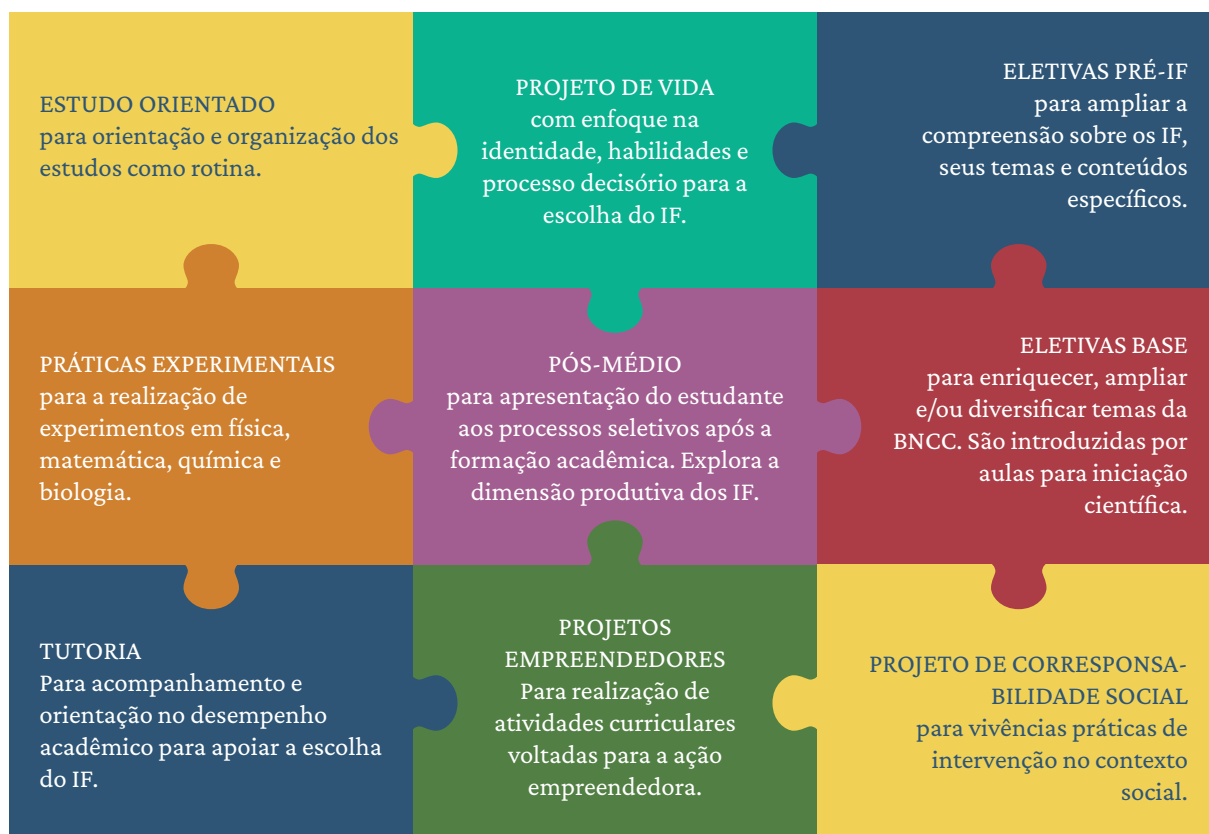 ESTUDO ORIENTADO
para orientação e organização dos
estudos como rotina.
PROJETO DE VIDA
com enfoque na
identidade, habilidades e
processo decisório para a
escolha do IF.
ELETIVAS PRÉ-IF
para ampliar a
compreensão sobre os IF,
seus temas e conteúdos
específicos.
PRÁTICAS EXPERIMENTAIS
para a realização de
experimentos em física,
matemática, química e
biologia.
PÓS-MÉDIO
para apresentação do estudante
aos processos seletivos após a
formação acadêmica. Explora a
dimensão produtiva dos IF.
ELETIVAS BASE
para enriquecer, ampliar
e/ou diversificar temas da
BNCC. São introduzidas por
aulas para iniciação
científica.
TUTORIA
Para acompanhamento e
orientação no desempenho
acadêmico para apoiar a escolha
do IF.
PROJETOS
EMPREENDEDORES
Para realização de
atividades curriculares
voltadas para a ação
empreendedora.
PROJETO DE CORRESPONSA-
BILIDADE SOCIAL
para vivências práticas de
intervenção no contexto
social.